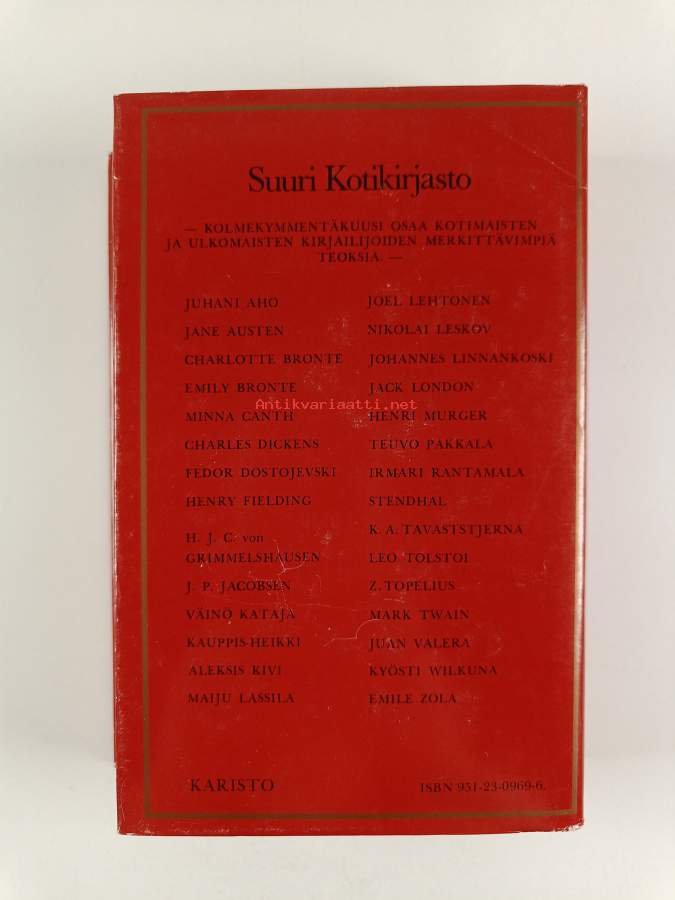 Suuri Kotikirjasto
— KOLMEKYMMENTÄKUUSI OSAA KOTIMAISTEN
JA ULKOMAISTEN KIRJAILIJOIDEN MERKITTÄVIMPIÄ
TEOKSIA. —
JUHANI AHO
JANE AUSTEN
CHARLOTTE BRONTE
EMILY BRONTE
MINNA CANTH
CHARLES DICKENS
FEDOR DOSTOJEVSKI
HENRY FIELDING
H. J. C. von
GRIMMELSHAUSEN
J. P. JACOBSEN
VÄINÖ KATAJA
KAUPPIS-HEIKKI
ALEKSIS KIVI
MAIJU LASSILA
JOEL LEHTONEN
NIKOLAI LESKOV
JOHANNES LINNANKOSKI
JACK LONDON
HENRI MURGER
TEUVO PAKKALA
IRMARI RANTAMALA
STENDHAL
K. A. TAVASTSTJERNA
LEO TOLSTOI
Z. TOPELIUS
MARK TWAIN
JUAN VALERA
KYÖSTI WILKUNA
EMILE ZOLA
Antikvariaatti.net
KARISTO
ISBN 951-23-0969-6.